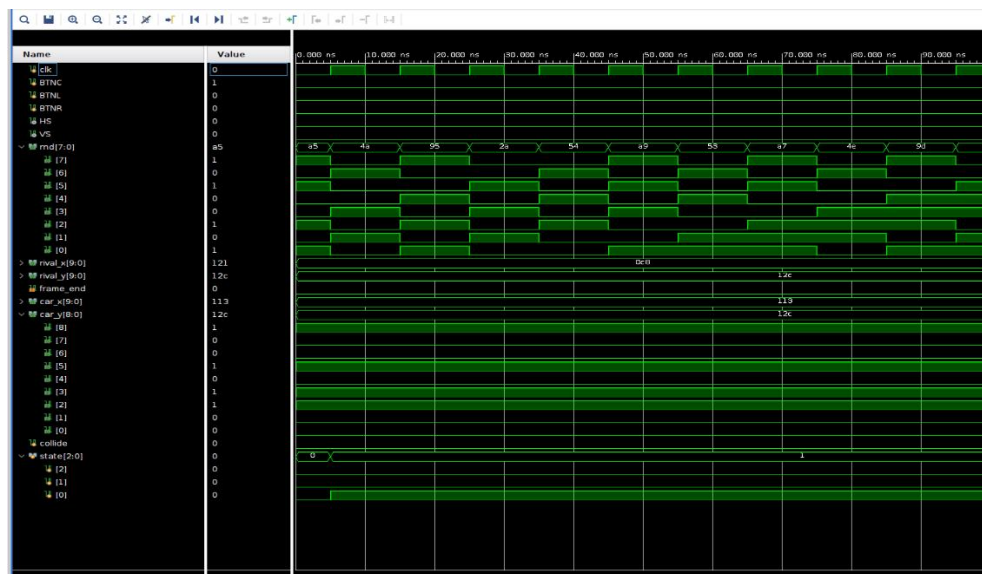 Name Value 0.000 ns 10.000 ns 20.000 ns 30.000 ns 40.000 ns 50.000 ns 60.000 ns 70.000 ns 80.000 ns 90.000 ns
clk 0
BTNC 1
BTNL 0
BTNR 0
HS 0
VS 0
rnd[7:0] a5 a5 4a 95 2a 54 a9 53 a7 4e 9d
[7] 1
[6] 0
[5] 1
[4] 0
[3] 0
[2] 1
[1] 0
[0] 1
rival_x[9:0] 121 0c8
rival_y[9:0] 12c 12c
frame_end 0
car_x[9:0] 113 113
car_y[8:0] 12c 12c
[8] 1
[7] 0
[6] 0
[5] 1
[4] 0
[3] 1
[2] 1
[1] 0
[0] 0
collide 0
state[2:0] 0 0 1
[2] 0
[1] 0
[0] 0